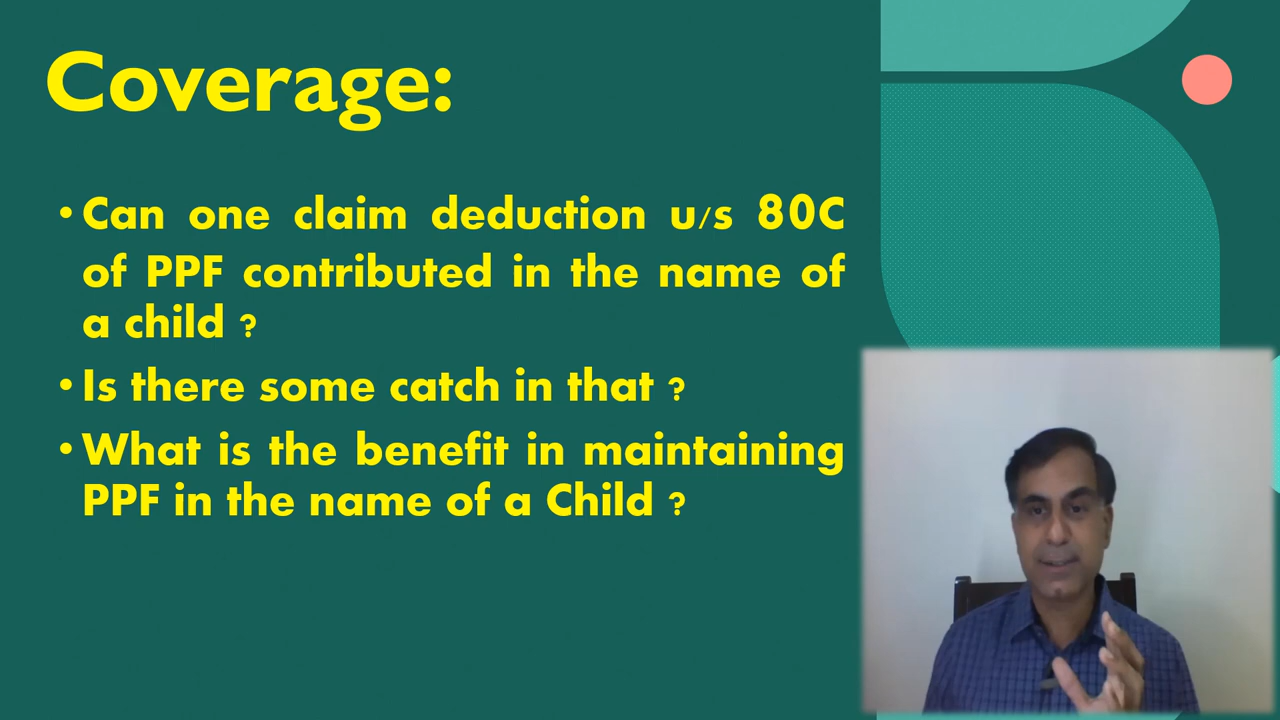 Coverage:
• Can one claim deduction u/s 80C
of PPF contributed in the name of
a child ?
• Is there some catch in that ?
• What is the benefit in maintaining
PPF in the name of a Child ?